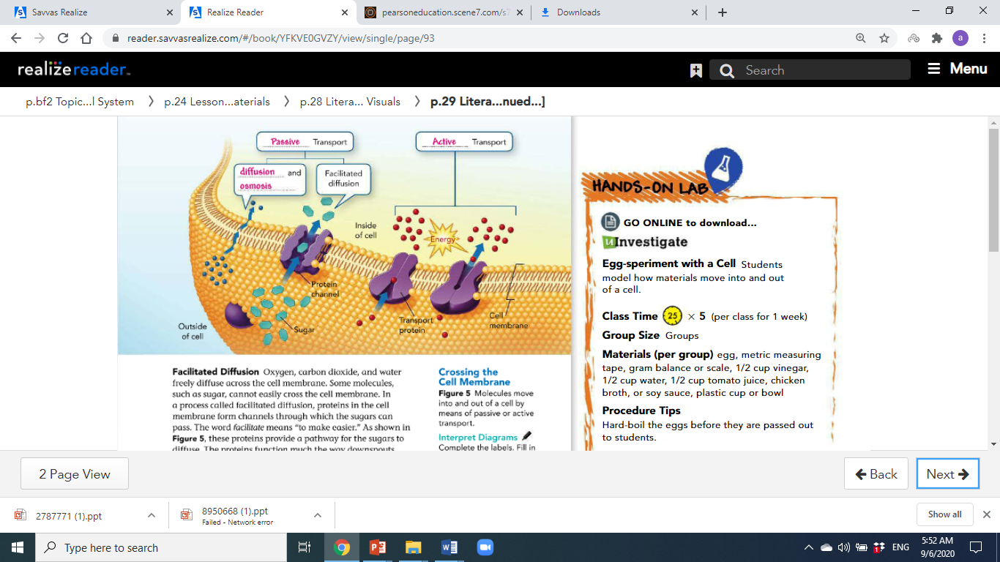 Savvas Realize
Realize Reader
pearsoneducation.scene7.com/s7
Downloads
reader.savvasrealize.com/#/book/YFKVE0GVZY/view/single/page/93
a
realizereader
Search
Menu
p.bf2 Topic...l System
p.24 Lesson...aterials
p.28 Litera... Visuals
p.29 Litera...nued...]
Passive Transport
Active Transport
diffusion and
osmosis
Facilitated
diffusion
Inside
of cell
Energy
Protein
channel
Outside
of cell
Sugar
Transport
protein
Cell
membrane
Facilitated Diffusion Oxygen, carbon dioxide, and water
freely diffuse across the cell membrane. Some molecules,
such as sugar, cannot easily cross the cell membrane. In
a process called facilitated diffusion, proteins in the cell
membrane form channels through which the sugars can
pass. The word facilitate means “to make easier.” As shown in
Figure 5, these proteins provide a pathway for the sugars to
diffuse. The proteins function much the way downspouts
Crossing the
Cell Membrane
Figure 5 Molecules move
into and out of a cell by
means of passive or active
transport.
Interpret Diagrams
Complete the labels. Fill in
HANDS-ON LAB
GO ONLINE to download...
uInvestigate
Egg-speriment with a Cell Students
model how materials move into and out
of a cell.
Class Time 25 × 5 (per class for 1 week)
Group Size Groups
Materials (per group) egg, metric measuring
tape, gram balance or scale, 1/2 cup vinegar,
1/2 cup water, 1/2 cup tomato juice, chicken
broth, or soy sauce, plastic cup or bowl
Procedure Tips
Hard-boil the eggs before they are passed out
to students.
2 Page View
Back
Next
2787771 (1).ppt
8950668 (1).ppt
Failed - Network error
Show all
Type here to search
ENG
5:52 AM
9/6/2020